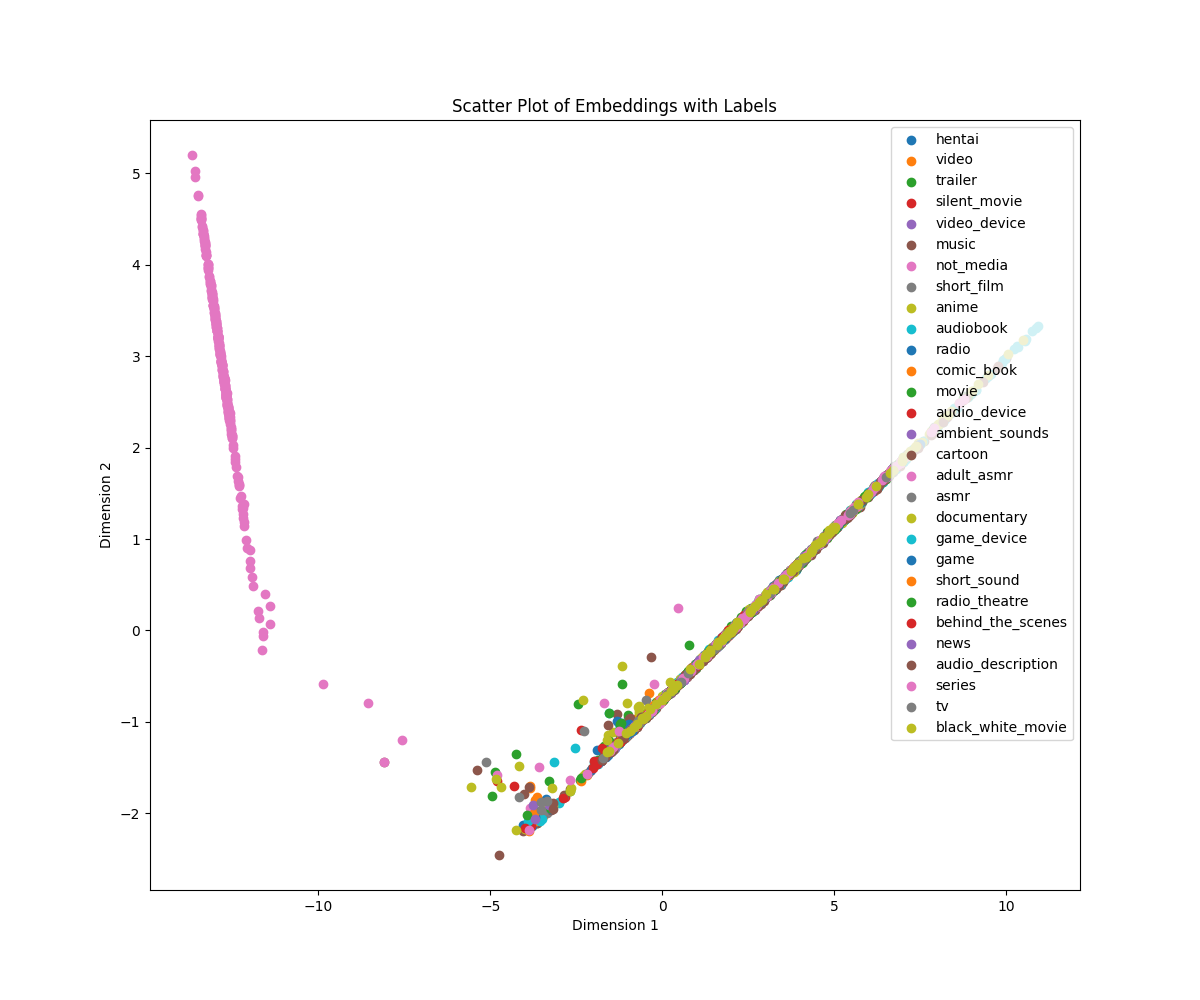 Scatter Plot of Embeddings with Labels
hentai
video
trailer
silent_movie
video_device
music
not_media
short_film
anime
audiobook
radio
comic_book
movie
audio_device
ambient_sounds
cartoon
adult_asmr
asmr
documentary
game_device
game
short_sound
radio_theatre
behind_the_scenes
news
audio_description
series
tv
black_white_movie
5
4
3
2
1
0
−1
−2
Dimension 2
−10
−5
0
5
10
Dimension 1